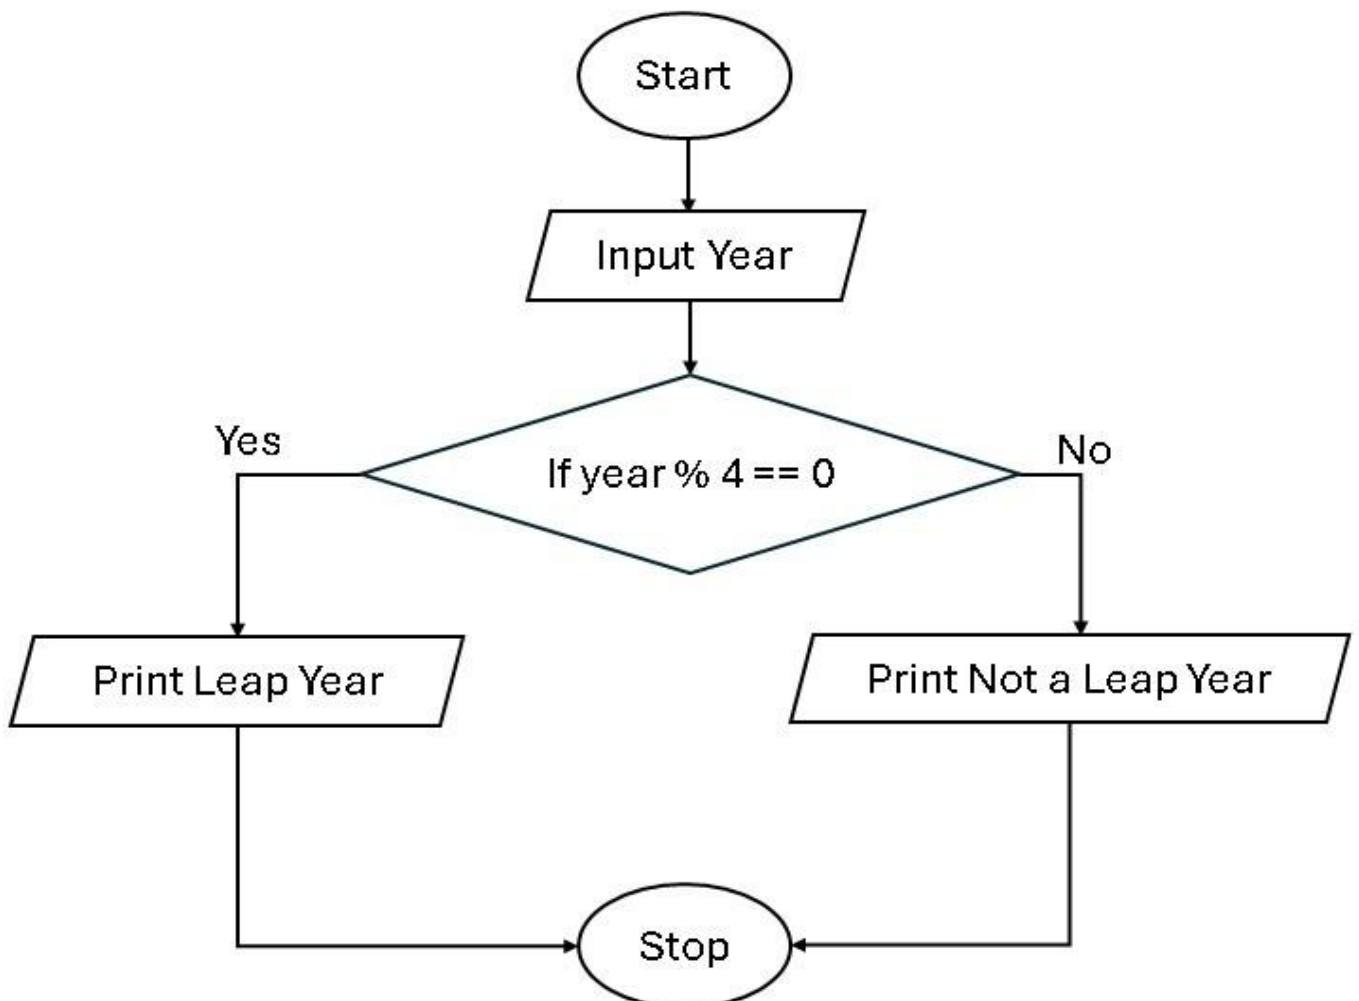 Start
Input Year
Yes
If year % 4 == 0
No
Print Leap Year
Print Not a Leap Year
Stop